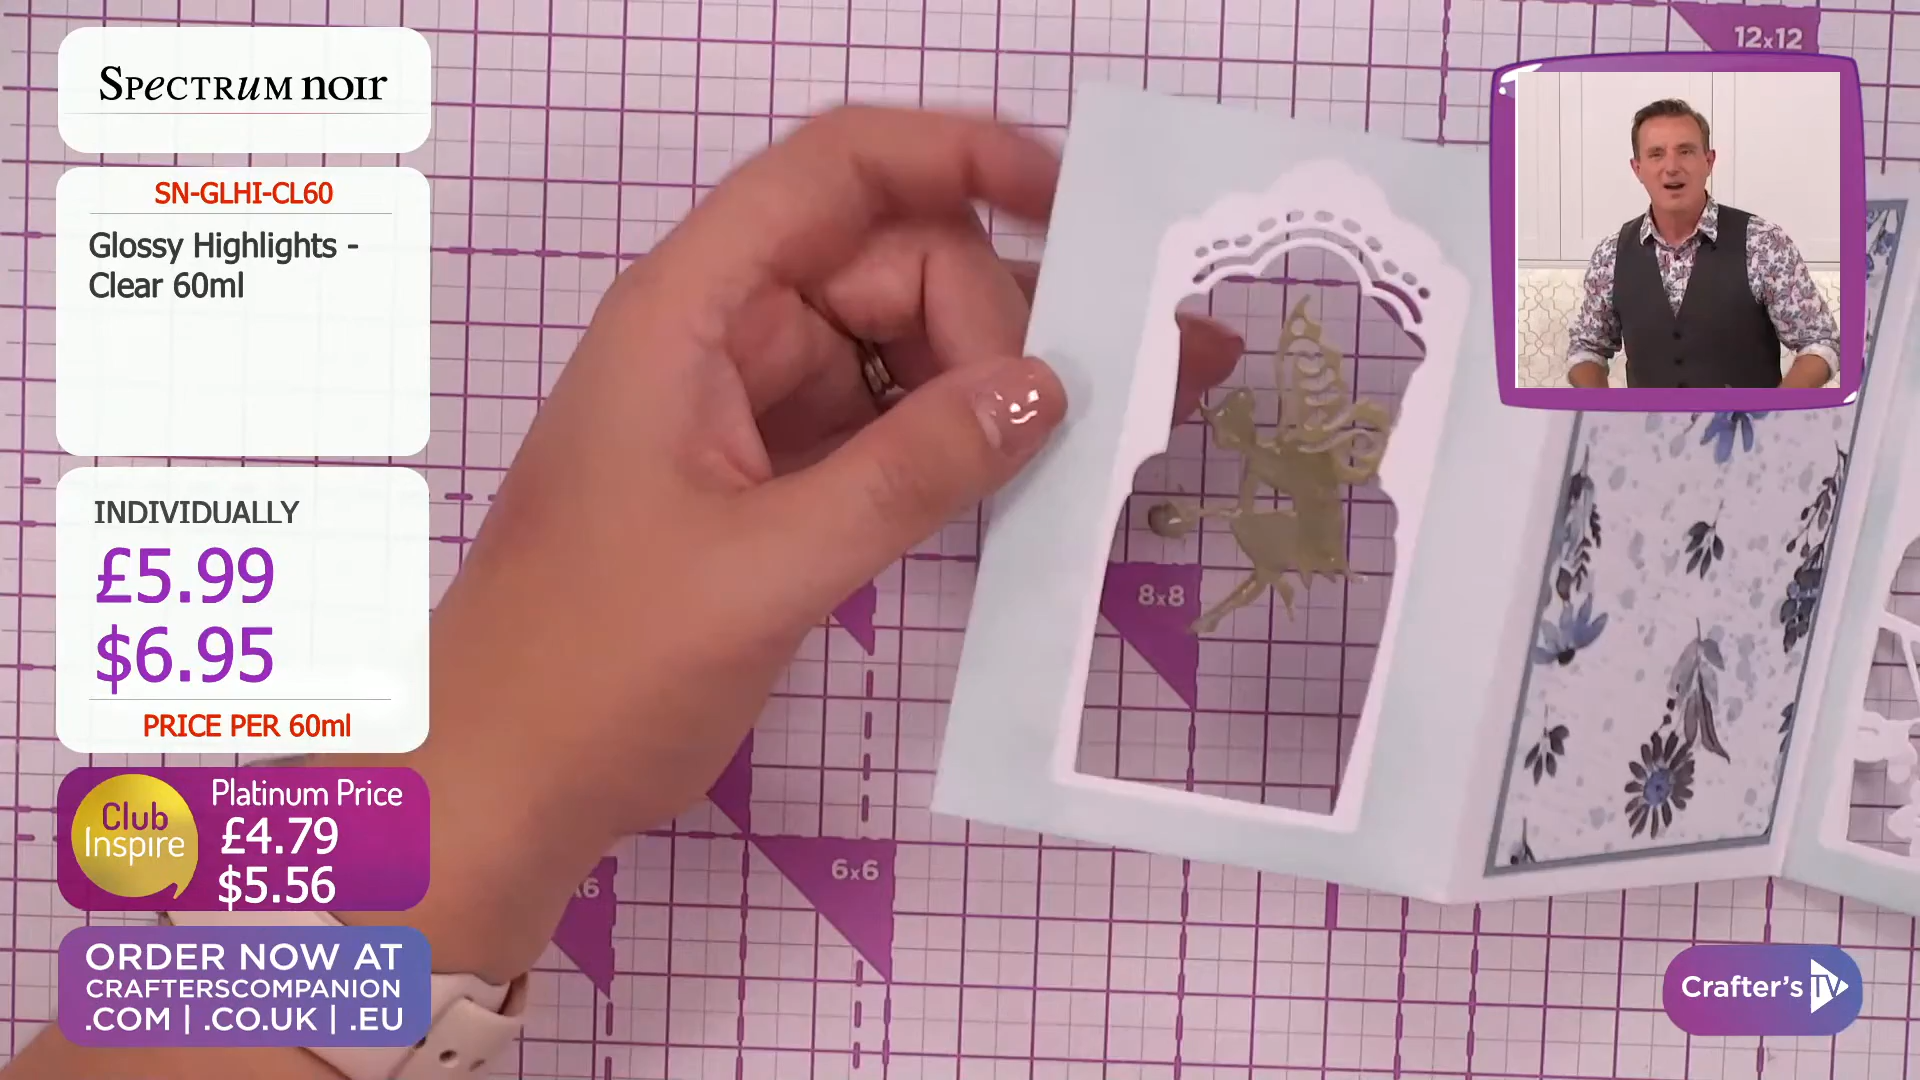 SPECTRUM noir
SN-GLHI-CL60
Glossy Highlights -
Clear 60ml
INDIVIDUALLY
£5.99
$6.95
PRICE PER 60ml
Club
Inspire
Platinum Price
£4.79
$5.56
ORDER NOW AT
CRAFTERSCOMPANION
.COM | .CO.UK | .EU
12x12
8x8
6x6
Crafter's TV